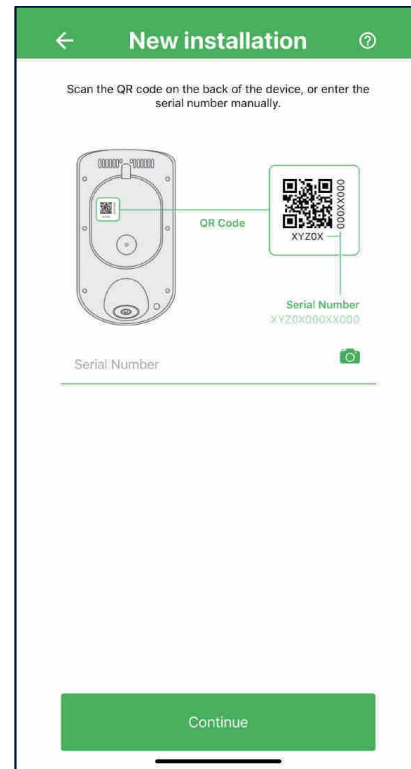 New installation
Scan the QR code on the back of the device, or enter the
serial number manually.
QR Code
XYZ0X
000XX000
Serial Number
XYZ0X000XX000
Serial Number
Continue